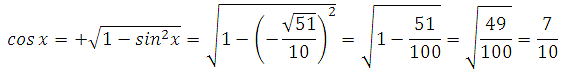 cos x = +√(1 − sin²x) = √(1 − (−√51/10)²) = √(1 − 51/100) = √(49/100) = 7/10